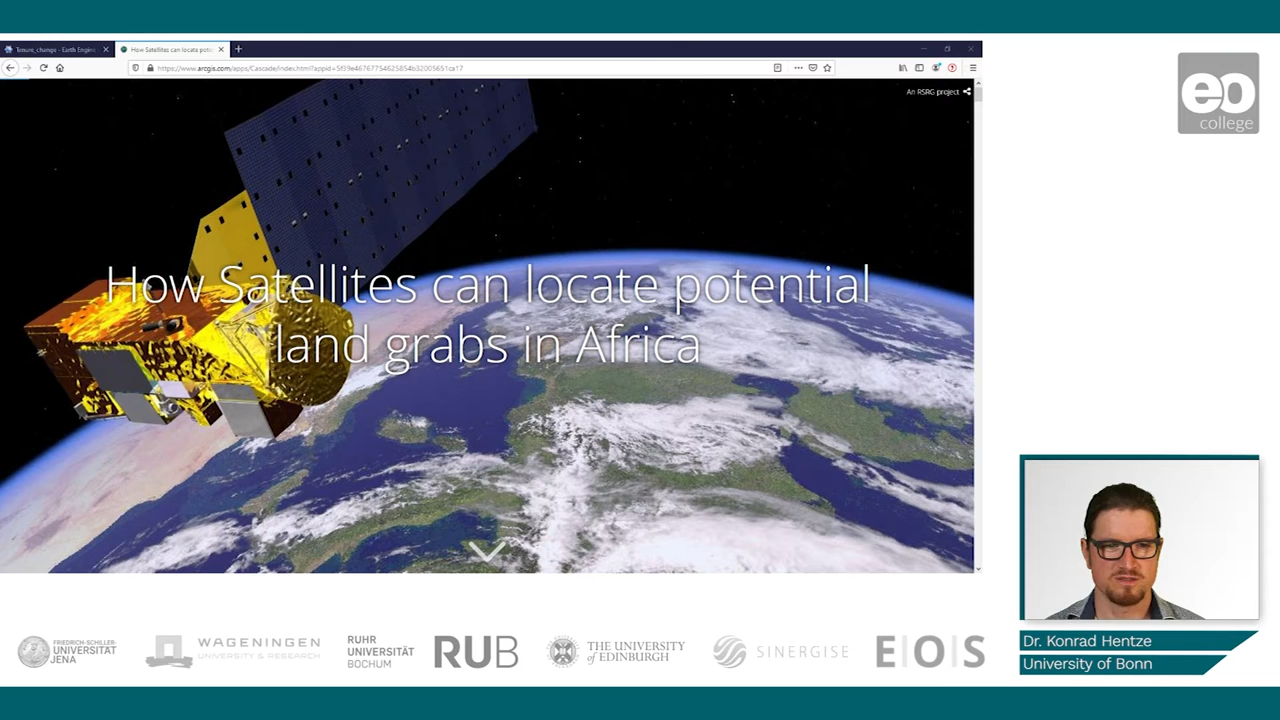 Tenure_change - Earth Engine
How Satellites can locate pote
https://www.arcgis.com/apps/Cascade/index.html?appid=5f39e46767754625854b32005651ca17
An RSRG project
eo
college
How Satellites can locate potential
land grabs in Africa
FRIEDRICH-SCHILLER-
UNIVERSITÄT
JENA
WAGENINGEN
UNIVERSITY & RESEARCH
RUHR
UNIVERSITÄT
BOCHUM
RUB
THE UNIVERSITY
of EDINBURGH
SINERGISE
E|O|S
Dr. Konrad Hentze
University of Bonn